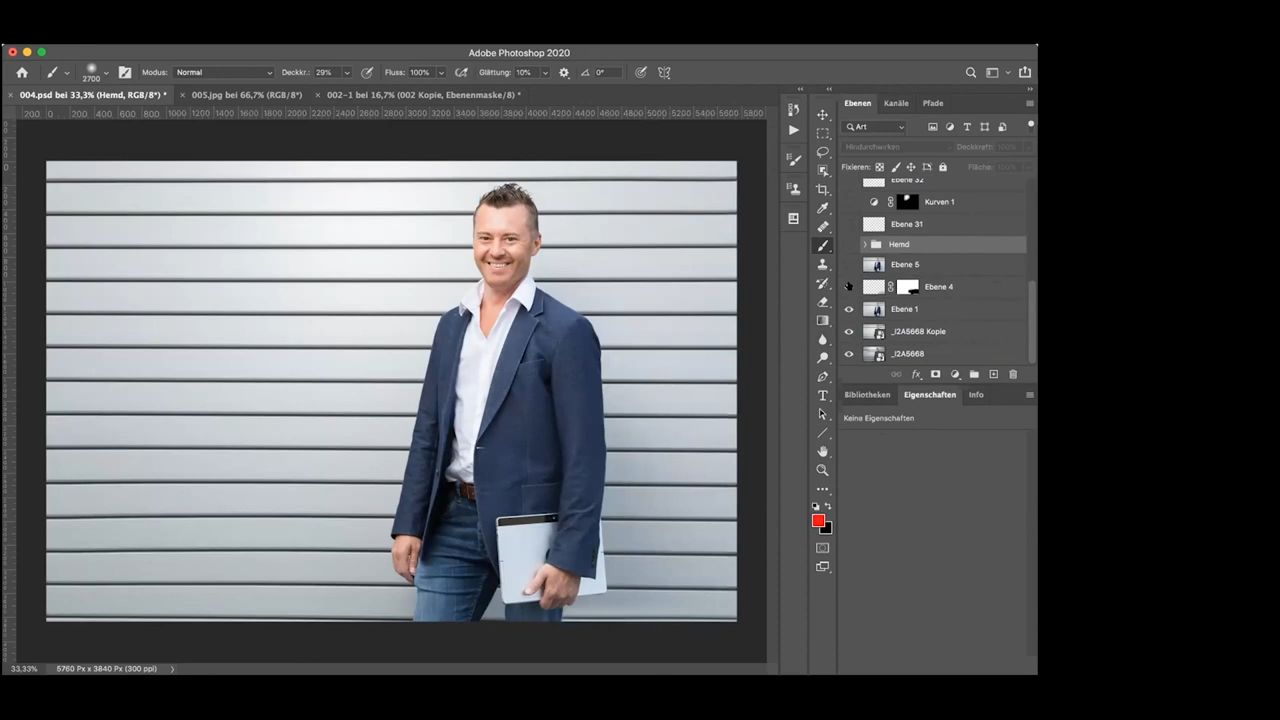 Adobe Photoshop 2020
2700 Modus: Normal Deckkr.: 29% Fluss: 100% Glättung: 10% 0°
004.psd bei 33,3% (Hemd, RGB/8*) * × 005.jpg bei 66,7% (RGB/8*) × 002-1 bei 16,7% (002 Kopie, Ebenenmaske/8) *
200 0 200 400 600 800 1000 1200 1400 1600 1800 2000 2200 2400 2600 2800 3000 3200 3400 3600 3800 4000 4200 4400 4600 4800 5000 5200 5400 5600 5800
Ebenen Kanäle Pfade
Art
Hindurchwirken Deckkraft: 100%
Fixieren: Fläche: 100%
Ebene 32
Kurven 1
Ebene 31
Hemd
Ebene 5
Ebene 4
Ebene 1
_I2A5668 Kopie
_I2A5668
fx
Bibliotheken Eigenschaften Info
Keine Eigenschaften
33,33% 5760 Px x 3840 Px (300 ppi)